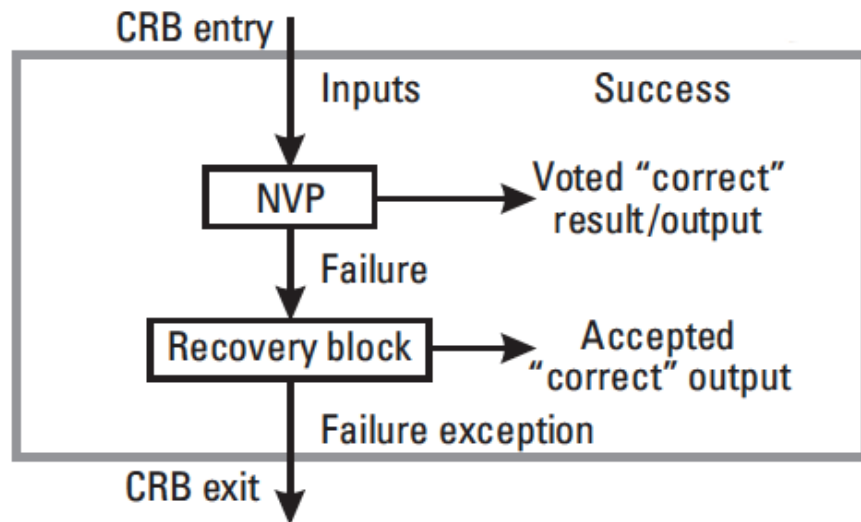 CRB entry
Inputs
Success
NVP
Voted “correct”
result/output
Failure
Recovery block
Accepted
“correct” output
Failure exception
CRB exit